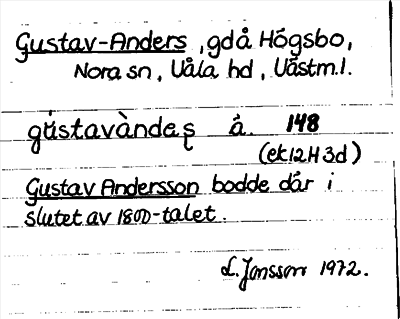 Gustav-Anders, gdå Högsbo,
Nora sn, Våla hd, Västm.l.
gùstavànḍaṣ å. 148
(ek12H3d)
Gustav Andersson bodde där i
slutet av 1800-talet.
L. Jonsson 1972.